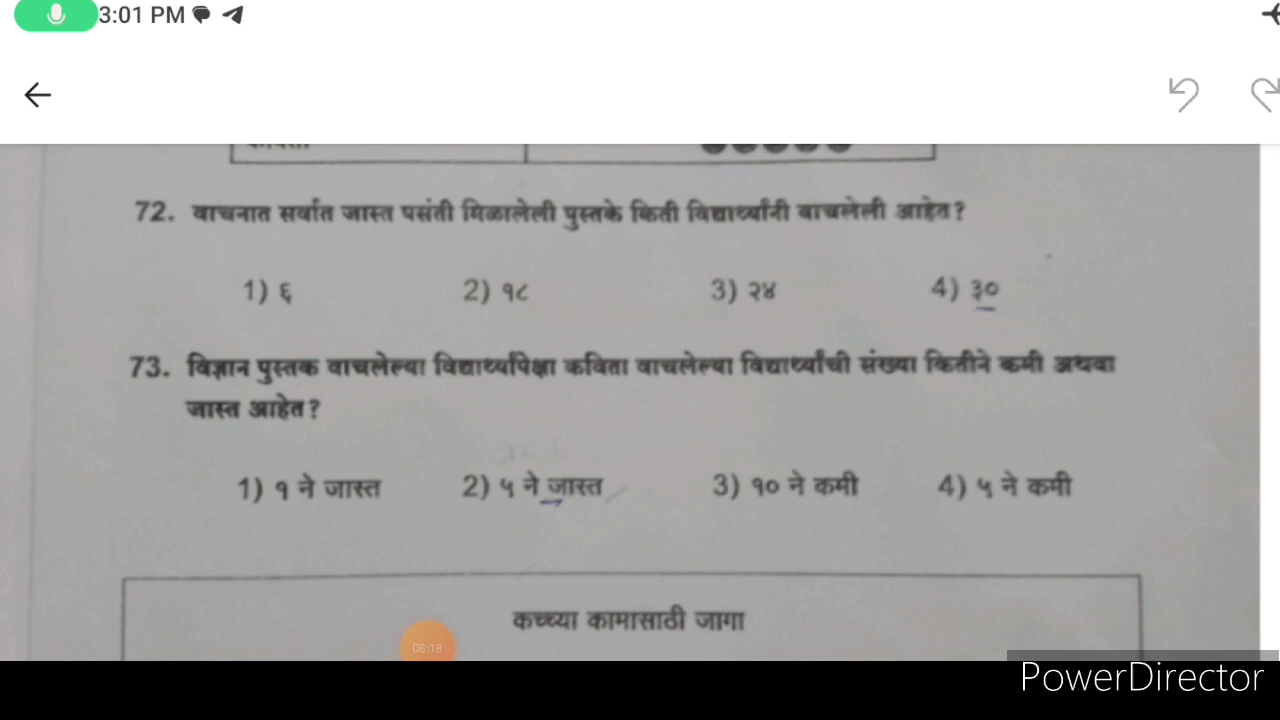 3:01 PM
72. वाचनात सर्वात जास्त पसंती मिळालेली पुस्तके किती विद्यार्थ्यांनी वाचलेली आहेत?
1) ६ 2) १८ 3) २४ 4) ३०
73. विज्ञान पुस्तक वाचलेल्या विद्यार्थ्यांपेक्षा कविता वाचलेल्या विद्यार्थ्यांची संख्या कितीने कमी अथवा
जास्त आहेत?
1) १ ने जास्त 2) ५ ने जास्त 3) १० ने कमी 4) ५ ने कमी
कच्च्या कामासाठी जागा
08:18
PowerDirector